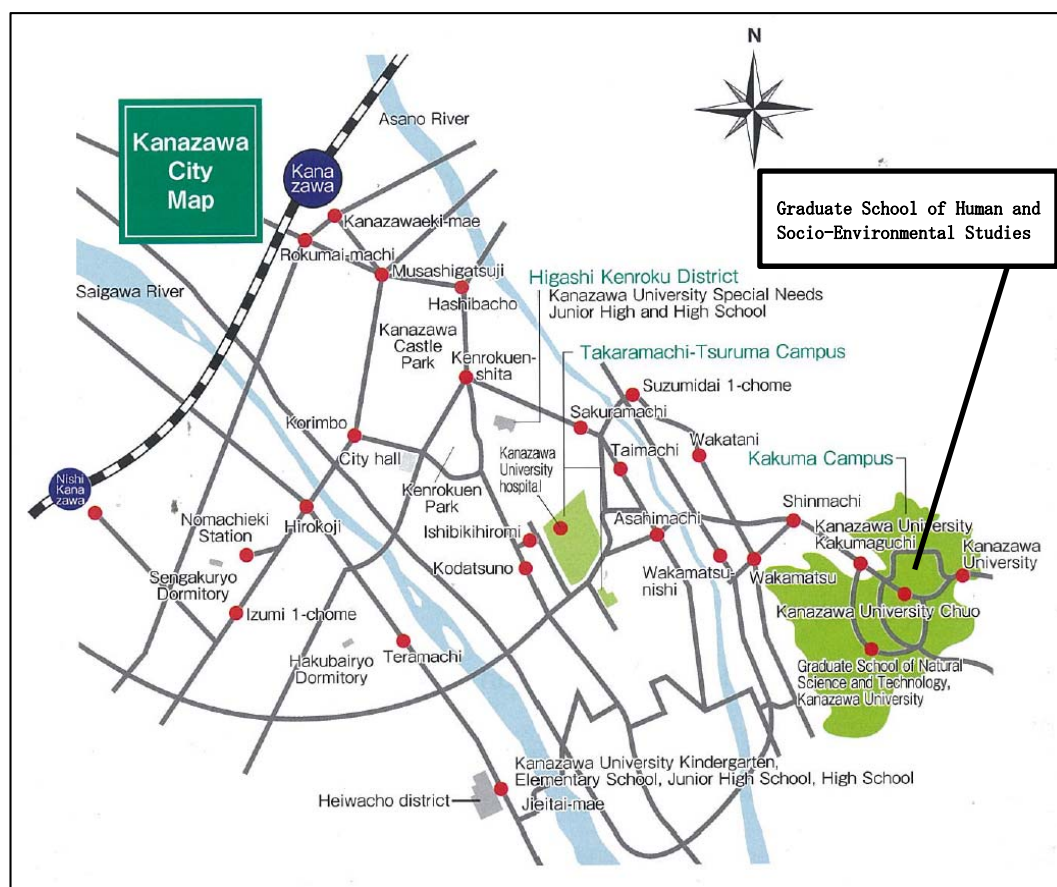 N
Asano River
Kanazawa
City
Map
Kana
zawa
Graduate School of Human and
Socio-Environmental Studies
Kanazawaeki-mae
Rokumai-machi
Musashigatsuji
Higashi Kenroku District
Kanazawa University Special Needs
Junior High and High School
Hashibacho
Saigawa River
Kanazawa
Castle
Park
Kenrokuen-
shita
Takaramachi-Tsuruma Campus
Suzumidai 1-chome
Sakuramachi
Korimbo
City hall
Taimachi
Wakatani
Kanazawa
University
hospital
Kakuma Campus
Nishi
Kana
zawa
Kenrokuen
Park
Shinmachi
Nomachieki
Station
Hirokoji
Ishibikihiromi
Asahimachi
Kanazawa University
Kakumaguchi
Kanazawa
University
Kodatsuno
Sengakuryo
Dormitory
Wakamatsu-
nishi
Wakamatsu
Izumi 1-chome
Kanazawa University Chuo
Hakubairyo
Dormitory
Teramachi
Graduate School of Natural
Science and Technology,
Kanazawa University
Kanazawa University Kindergarten,
Elementary School, Junior High School, High School
Heiwacho district
Jieitai-mae